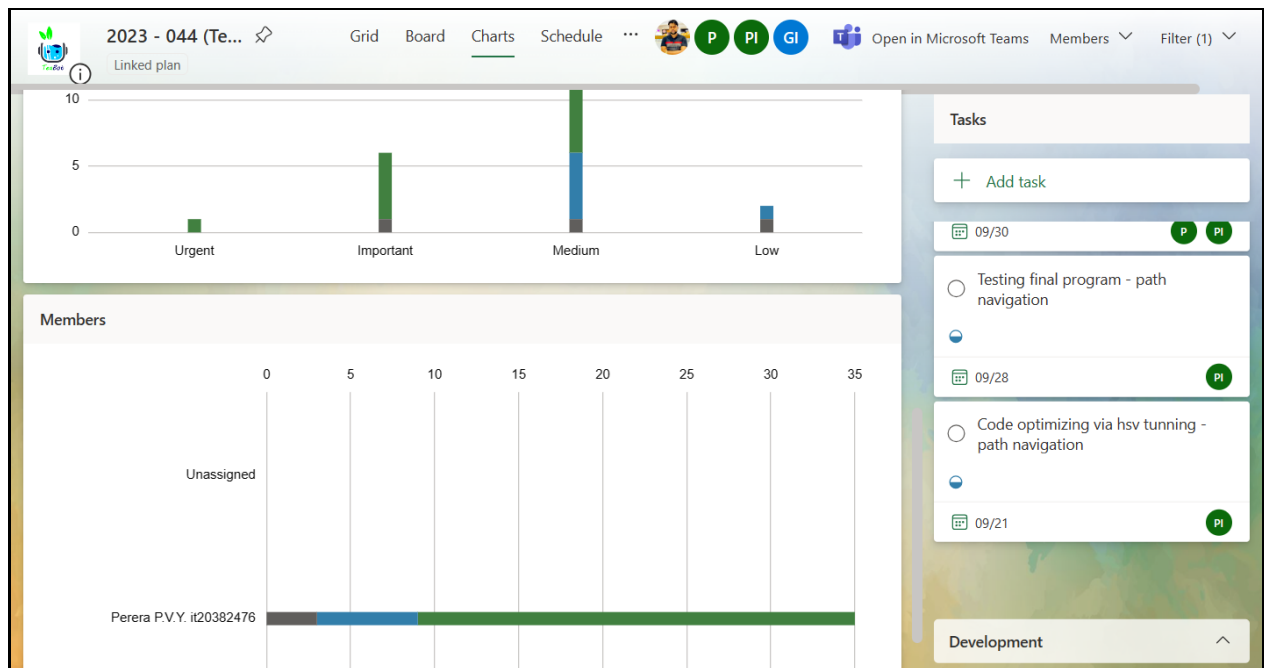 2023 - 044 (Te...
Grid
Board
Charts
Schedule
...
P
PI
GI
Open in Microsoft Teams
Members
Filter (1)
TeaBot
Linked plan
10
5
0
Urgent
Important
Medium
Low
Members
0
5
10
15
20
25
30
35
Unassigned
Perera P.V.Y. it20382476
Tasks
Add task
09/30
P
PI
Testing final program - path
navigation
09/28
PI
Code optimizing via hsv tunning -
path navigation
09/21
PI
Development